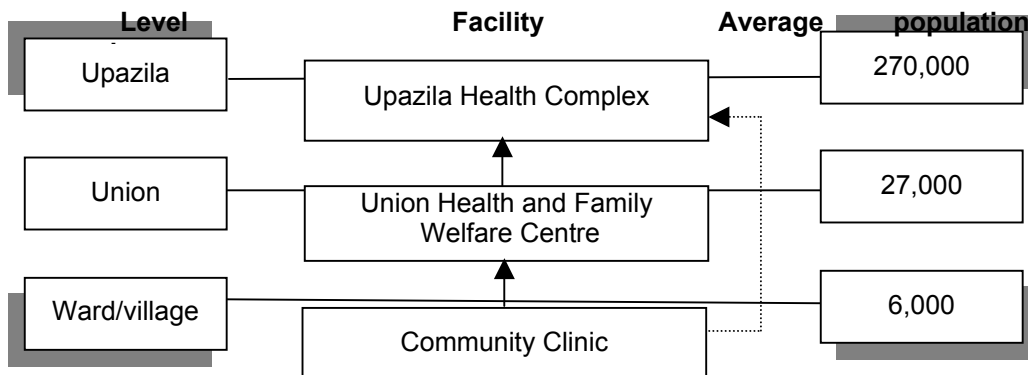 Level Facility Average population
Upazila
Upazila Health Complex
270,000
Union
Union Health and Family
Welfare Centre
27,000
Ward/village
Community Clinic
6,000